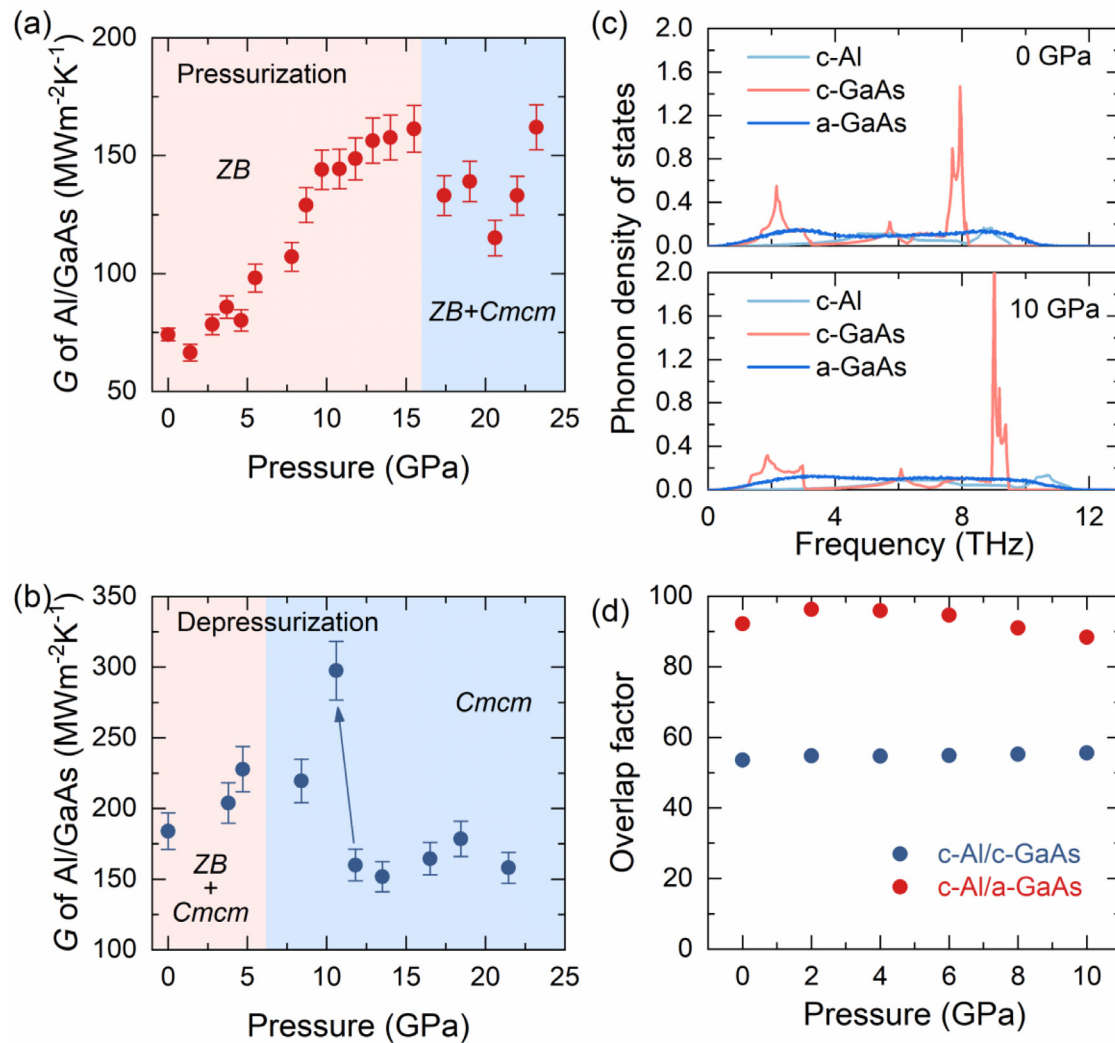 (a)
G of Al/GaAs (MWm⁻²K⁻¹)
200
150
100
50
Pressurization
ZB
ZB+Cmcm
0 5 10 15 20 25
Pressure (GPa)
(c)
Phonon density of states
2.0
1.6
1.2
0.8
0.4
0.0
c-Al
c-GaAs
a-GaAs
0 GPa
2.0
1.6
1.2
0.8
0.4
0.0
c-Al
c-GaAs
a-GaAs
10 GPa
0 4 8 12
Frequency (THz)
(b)
G of Al/GaAs (MWm⁻²K⁻¹)
350
300
250
200
150
100
Depressurization
Cmcm
ZB
+
Cmcm
0 5 10 15 20 25
Pressure (GPa)
(d)
Overlap factor
100
80
60
40
20
0
c-Al/c-GaAs
c-Al/a-GaAs
0 2 4 6 8 10
Pressure (GPa)